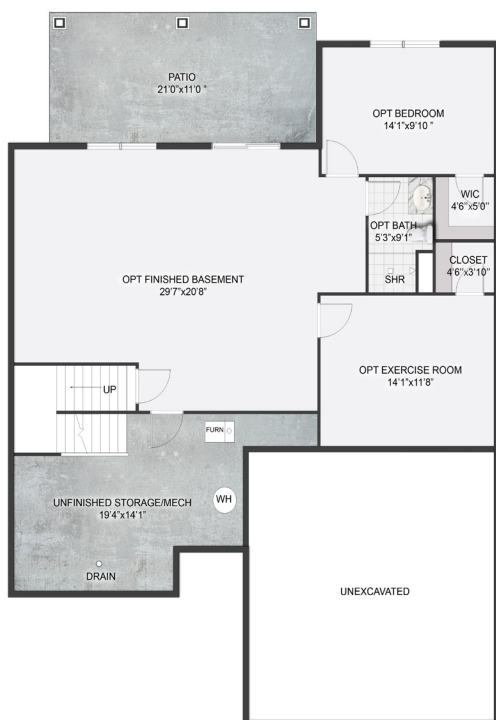 PATIO
21'0"x11'0 "
OPT BEDROOM
14'1"x9'10 "
WIC
4'6"x5'0"
OPT BATH
5'3"x9'1"
CLOSET
4'6"x3'10"
SHR
OPT FINISHED BASEMENT
29'7"x20'8"
OPT EXERCISE ROOM
14'1"x11'8"
UP
FURN
WH
UNFINISHED STORAGE/MECH
19'4"x14'1"
DRAIN
UNEXCAVATED